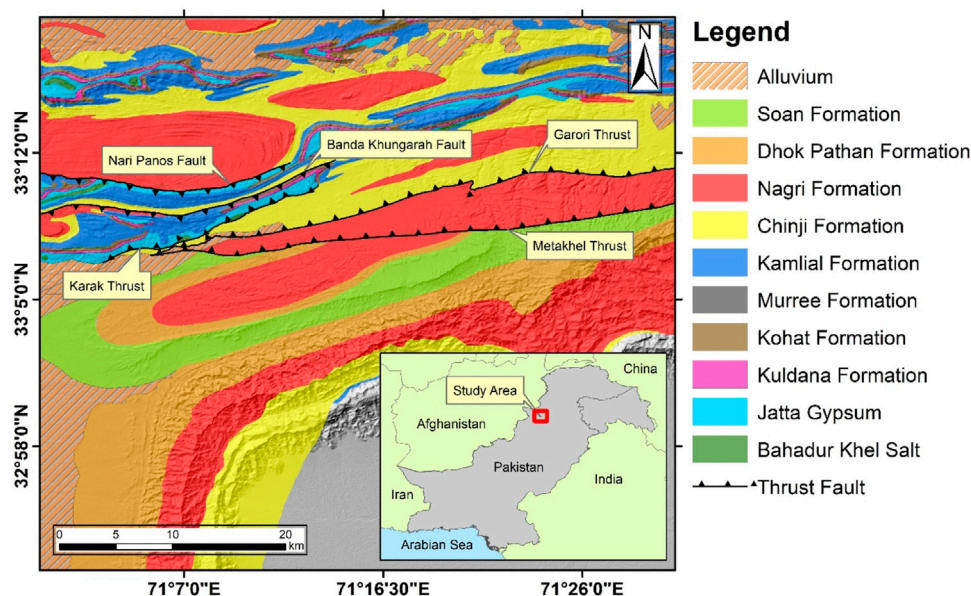 N
Garori Thrust
Banda Khungarah Fault
Nari Panos Fault
Metakhel Thrust
Karak Thrust
33°12'0"N
33°5'0"N
32°58'0"N
71°7'0"E
71°16'30"E
71°26'0"E
0 5 10 20
km
China
Study Area
Afghanistan
Pakistan
Iran
India
Arabian Sea
Legend
Alluvium
Soan Formation
Dhok Pathan Formation
Nagri Formation
Chinji Formation
Kamlial Formation
Murree Formation
Kohat Formation
Kuldana Formation
Jatta Gypsum
Bahadur Khel Salt
Thrust Fault